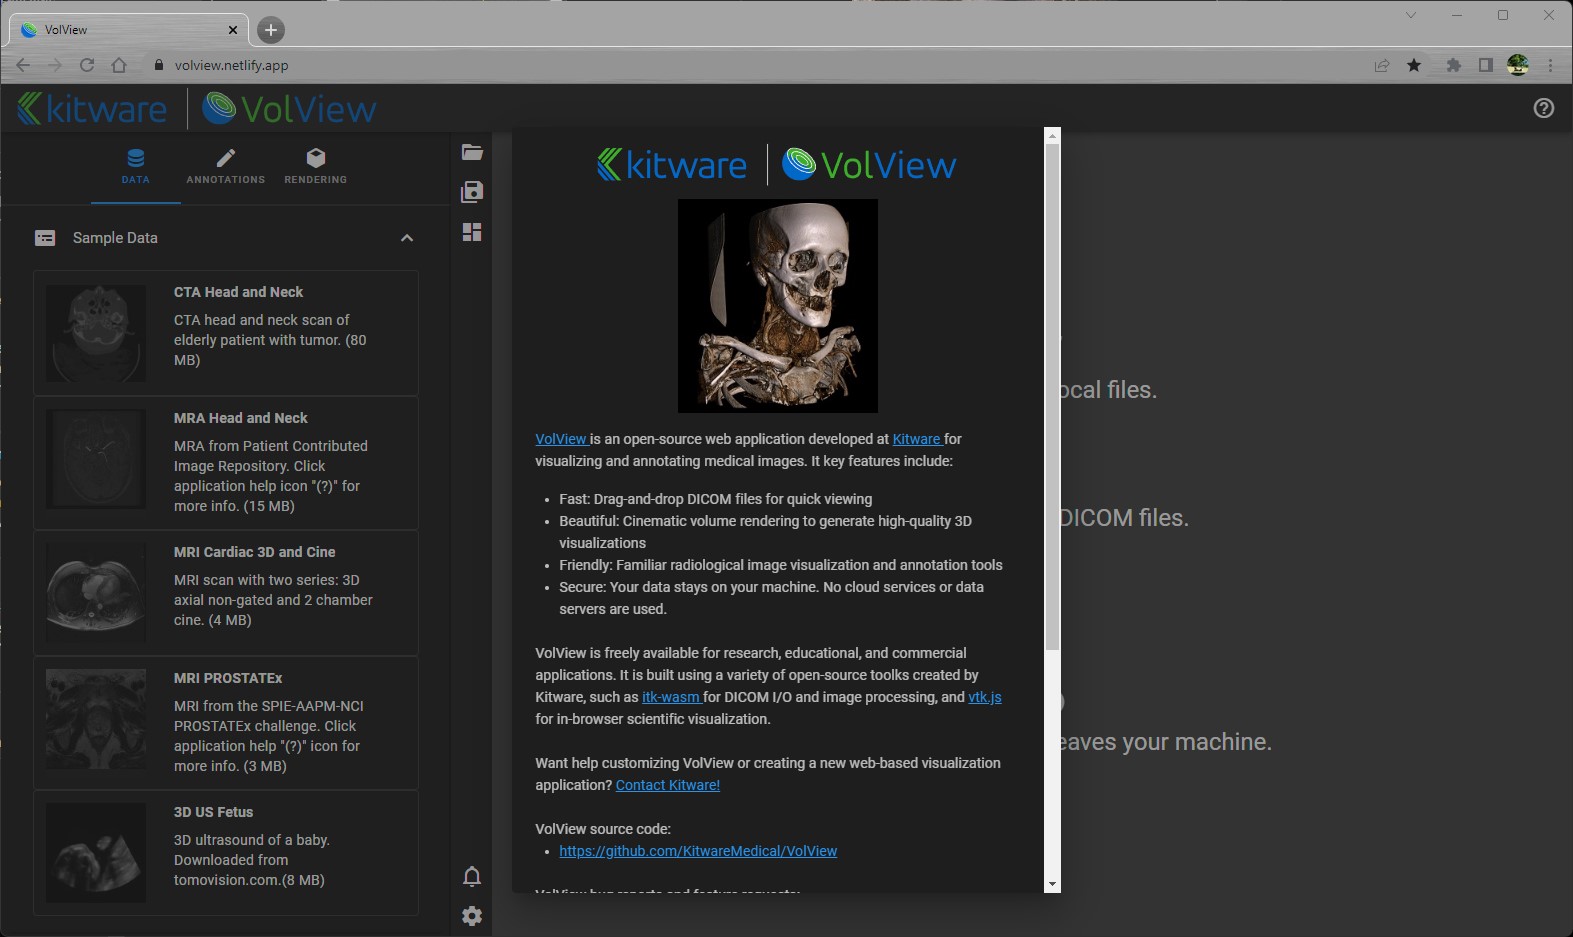 VolView
volview.netlify.app
kitware VolView
DATA
ANNOTATIONS
RENDERING
Sample Data
CTA Head and Neck
CTA head and neck scan of
elderly patient with tumor. (80
MB)
MRA Head and Neck
MRA from Patient Contributed
Image Repository. Click
application help icon "(?)" for
more info. (15 MB)
MRI Cardiac 3D and Cine
MRI scan with two series: 3D
axial non-gated and 2 chamber
cine. (4 MB)
MRI PROSTATEx
MRI from the SPIE-AAPM-NCI
PROSTATEx challenge. Click
application help "(?)" icon for
more info. (3 MB)
3D US Fetus
3D ultrasound of a baby.
Downloaded from
tomovision.com.(8 MB)
kitware VolView
VolView is an open-source web application developed at Kitware for
visualizing and annotating medical images. It key features include:
• Fast: Drag-and-drop DICOM files for quick viewing
• Beautiful: Cinematic volume rendering to generate high-quality 3D
visualizations
• Friendly: Familiar radiological image visualization and annotation tools
• Secure: Your data stays on your machine. No cloud services or data
servers are used.
VolView is freely available for research, educational, and commercial
applications. It is built using a variety of open-source toolks created by
Kitware, such as itk-wasm for DICOM I/O and image processing, and vtk.js
for in-browser scientific visualization.
Want help customizing VolView or creating a new web-based visualization
application? Contact Kitware!
VolView source code:
• https://github.com/KitwareMedical/VolView
VolView bug reports and feature requests:
ocal files.
DICOM files.
eaves your machine.